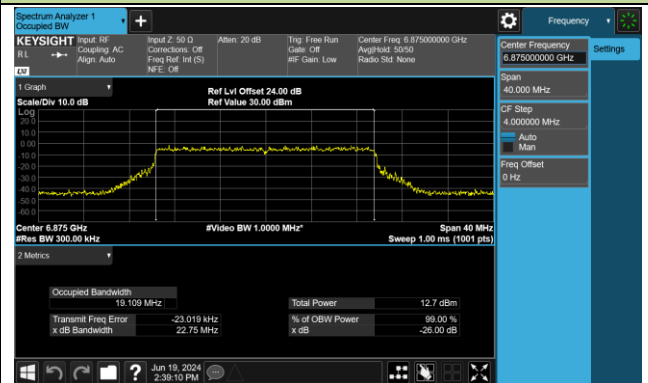 Spectrum Analyzer 1
Occupied BW
Frequency
KEYSIGHT
Input: RF
Input Z: 50 Ω
Atten: 20 dB
Trig: Free Run
Center Freq: 6.875000000 GHz
RL
Coupling: AC
Corrections: Off
Gate: Off
Avg|Hold: 50/50
Align: Auto
Freq Ref: Int (S)
#IF Gain: Low
Radio Std: None
NFE: Off
LXI
Center Frequency
6.875000000 GHz
Settings
Span
40.000 MHz
CF Step
4.000000 MHz
Auto
Man
Freq Offset
0 Hz
1 Graph
Ref Lvl Offset 24.00 dB
Scale/Div 10.0 dB
Ref Value 30.00 dBm
Log
20.0
10.0
0.00
-10.0
-20.0
-30.0
-40.0
-50.0
-60.0
Center 6.875 GHz
#Video BW 1.0000 MHz*
Span 40 MHz
#Res BW 300.00 kHz
Sweep 1.00 ms (1001 pts)
2 Metrics
Occupied Bandwidth
19.109 MHz
Total Power
12.7 dBm
Transmit Freq Error
-23.019 kHz
% of OBW Power
99.00 %
x dB Bandwidth
22.75 MHz
x dB
-26.00 dB
?
Jun 19, 2024
2:39:10 PM